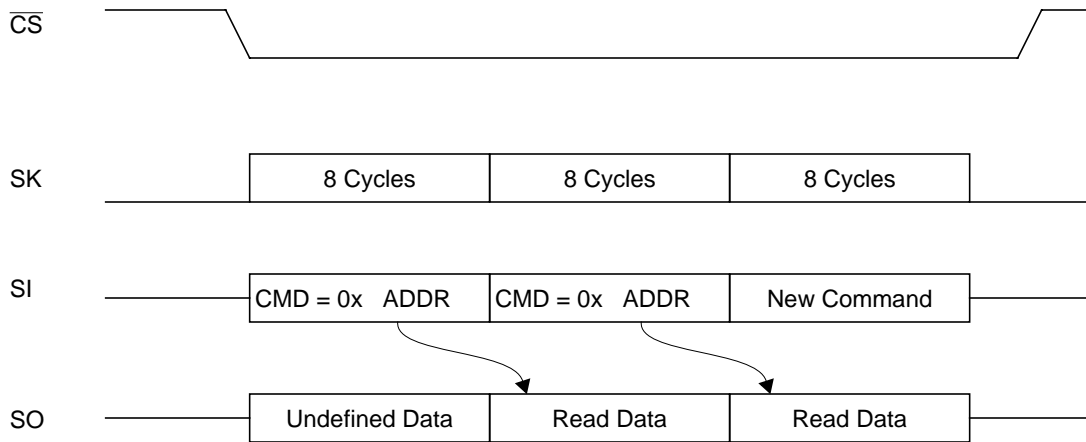 C̅S̅
SK 8 Cycles 8 Cycles 8 Cycles
SI CMD = 0x ADDR CMD = 0x ADDR New Command
SO Undefined Data Read Data Read Data